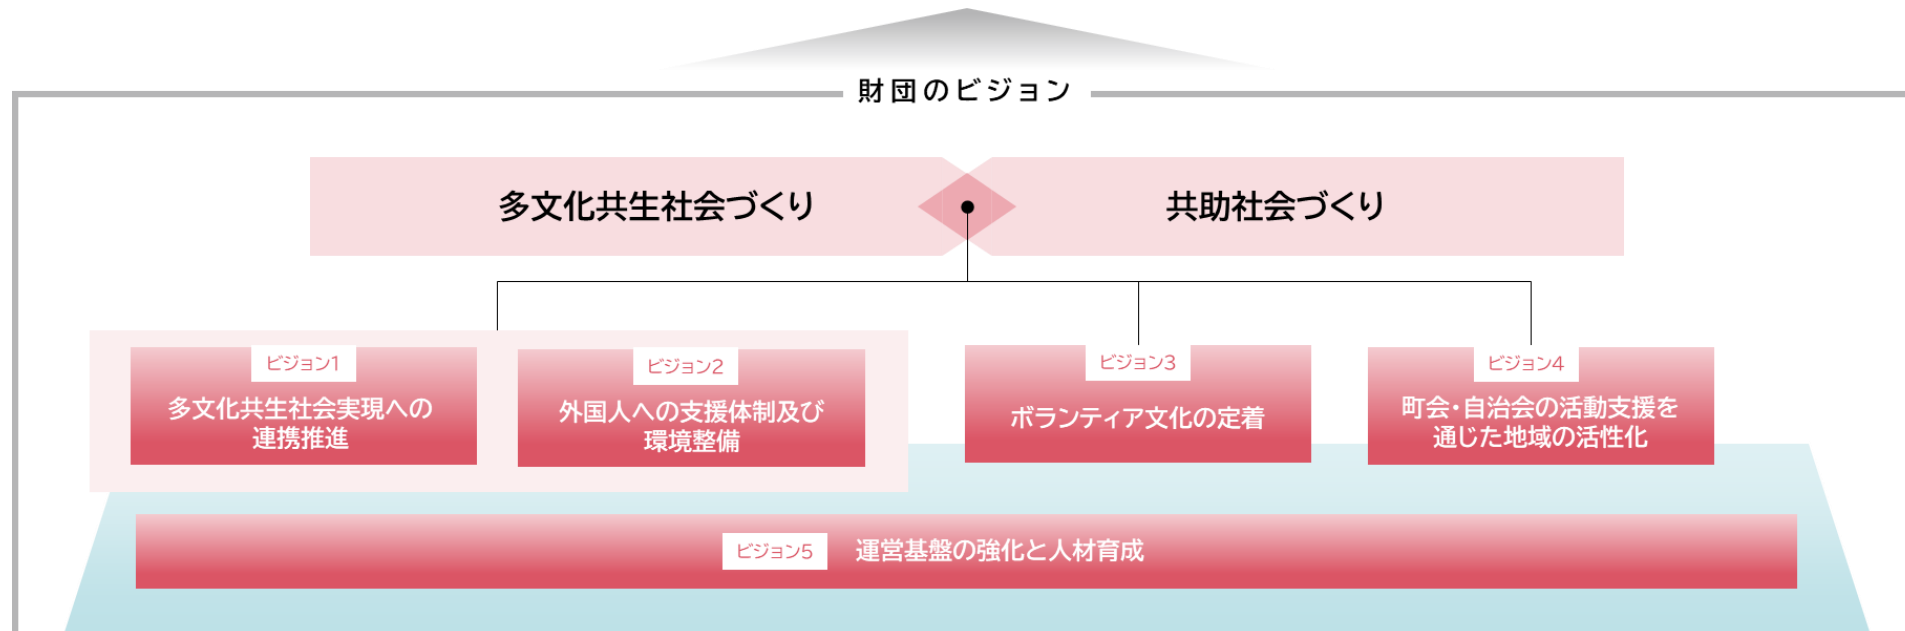 財団のビジョン
多文化共生社会づくり
共助社会づくり
ビジョン1
多文化共生社会実現への
連携推進
ビジョン2
外国人への支援体制及び
環境整備
ビジョン3
ボランティア文化の定着
ビジョン4
町会・自治会の活動支援を
通じた地域の活性化
ビジョン5
運営基盤の強化と人材育成